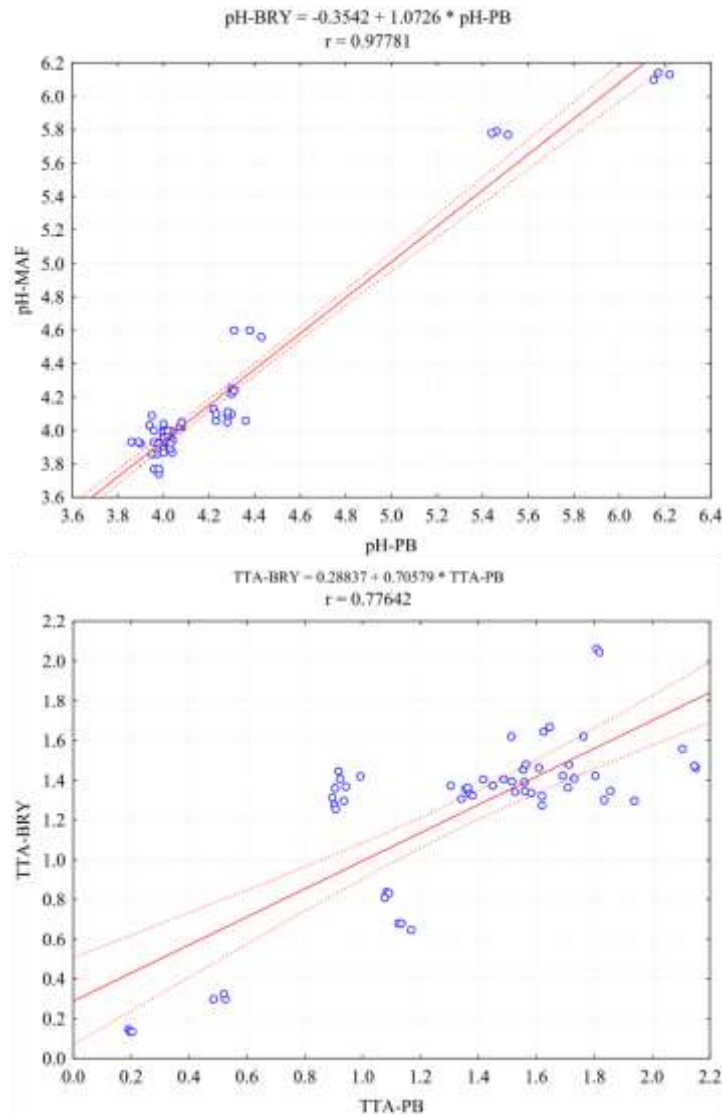 pH-BRY = -0.3542 + 1.0726 * pH-PB
r = 0.97781
6.2
6.0
5.8
5.6
5.4
5.2
5.0
4.8
4.6
4.4
4.2
4.0
3.8
3.6
pH-MAF
3.6 3.8 4.0 4.2 4.4 4.6 4.8 5.0 5.2 5.4 5.6 5.8 6.0 6.2 6.4
pH-PB
TTA-BRY = 0.28837 + 0.70579 * TTA-PB
r = 0.77642
2.2
2.0
1.8
1.6
1.4
1.2
1.0
0.8
0.6
0.4
0.2
0.0
TTA-BRY
0.0 0.2 0.4 0.6 0.8 1.0 1.2 1.4 1.6 1.8 2.0 2.2
TTA-PB